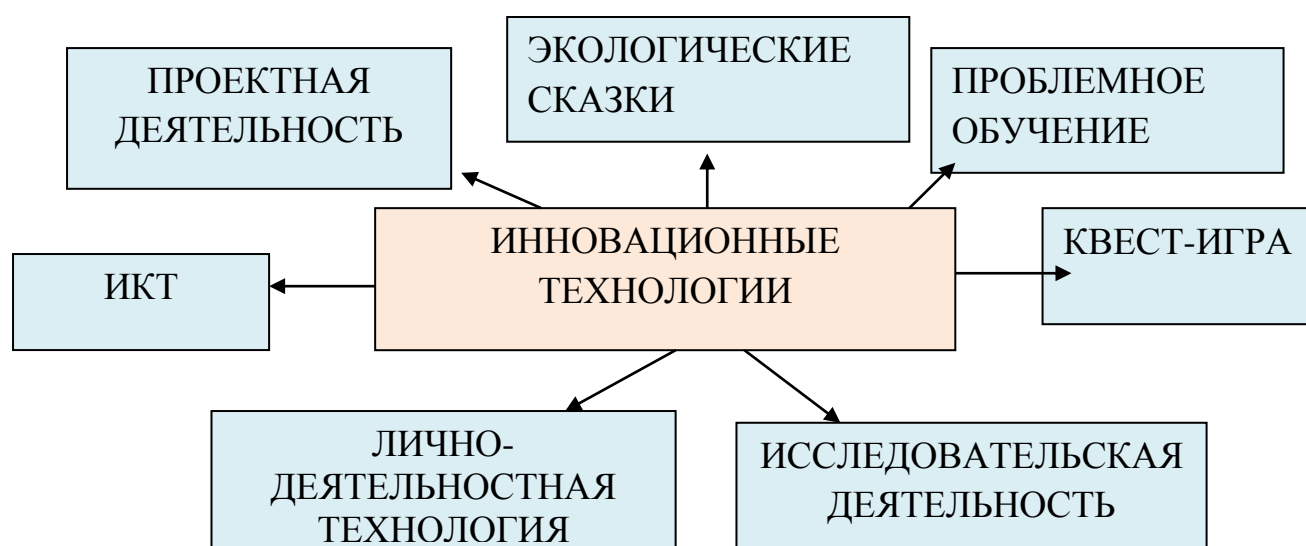 ПРОЕКТНАЯ
ДЕЯТЕЛЬНОСТЬ
ЭКОЛОГИЧЕСКИЕ
СКАЗКИ
ПРОБЛЕМНОЕ
ОБУЧЕНИЕ
ИКТ
ИННОВАЦИОННЫЕ
ТЕХНОЛОГИИ
КВЕСТ-ИГРА
ЛИЧНО-
ДЕЯТЕЛЬНОСТНАЯ
ТЕХНОЛОГИЯ
ИССЛЕДОВАТЕЛЬСКАЯ
ДЕЯТЕЛЬНОСТЬ